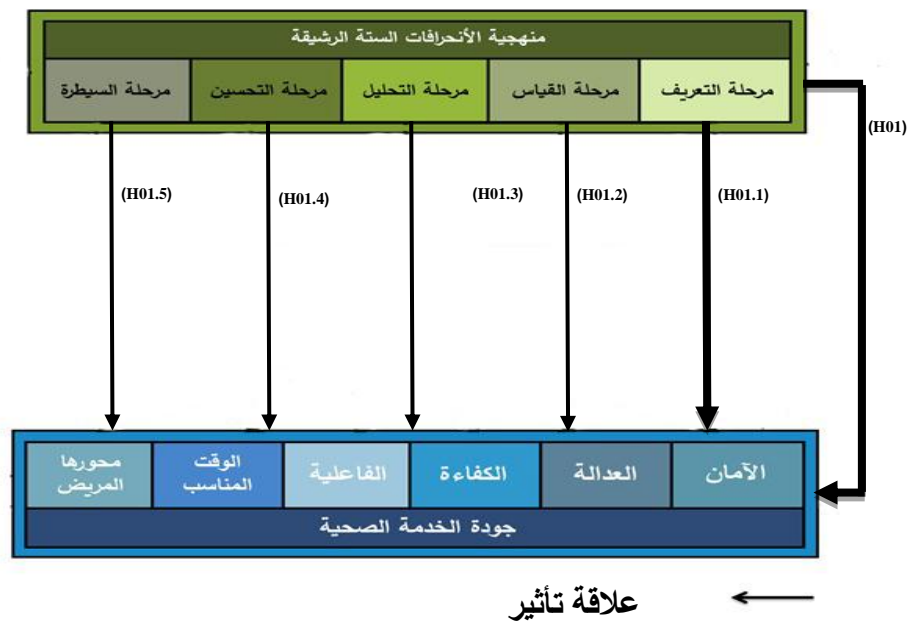 منهجية الأنحرافات الستة الرشيقة
مرحلة التعريف
مرحلة القياس
مرحلة التحليل
مرحلة التحسين
مرحلة السيطرة
(H01)
(H01.1)
(H01.2)
(H01.3)
(H01.4)
(H01.5)
الآمان
العدالة
الكفاءة
الفاعلية
الوقت
المناسب
محورها
المريض
جودة الخدمة الصحية
علاقة تأثير